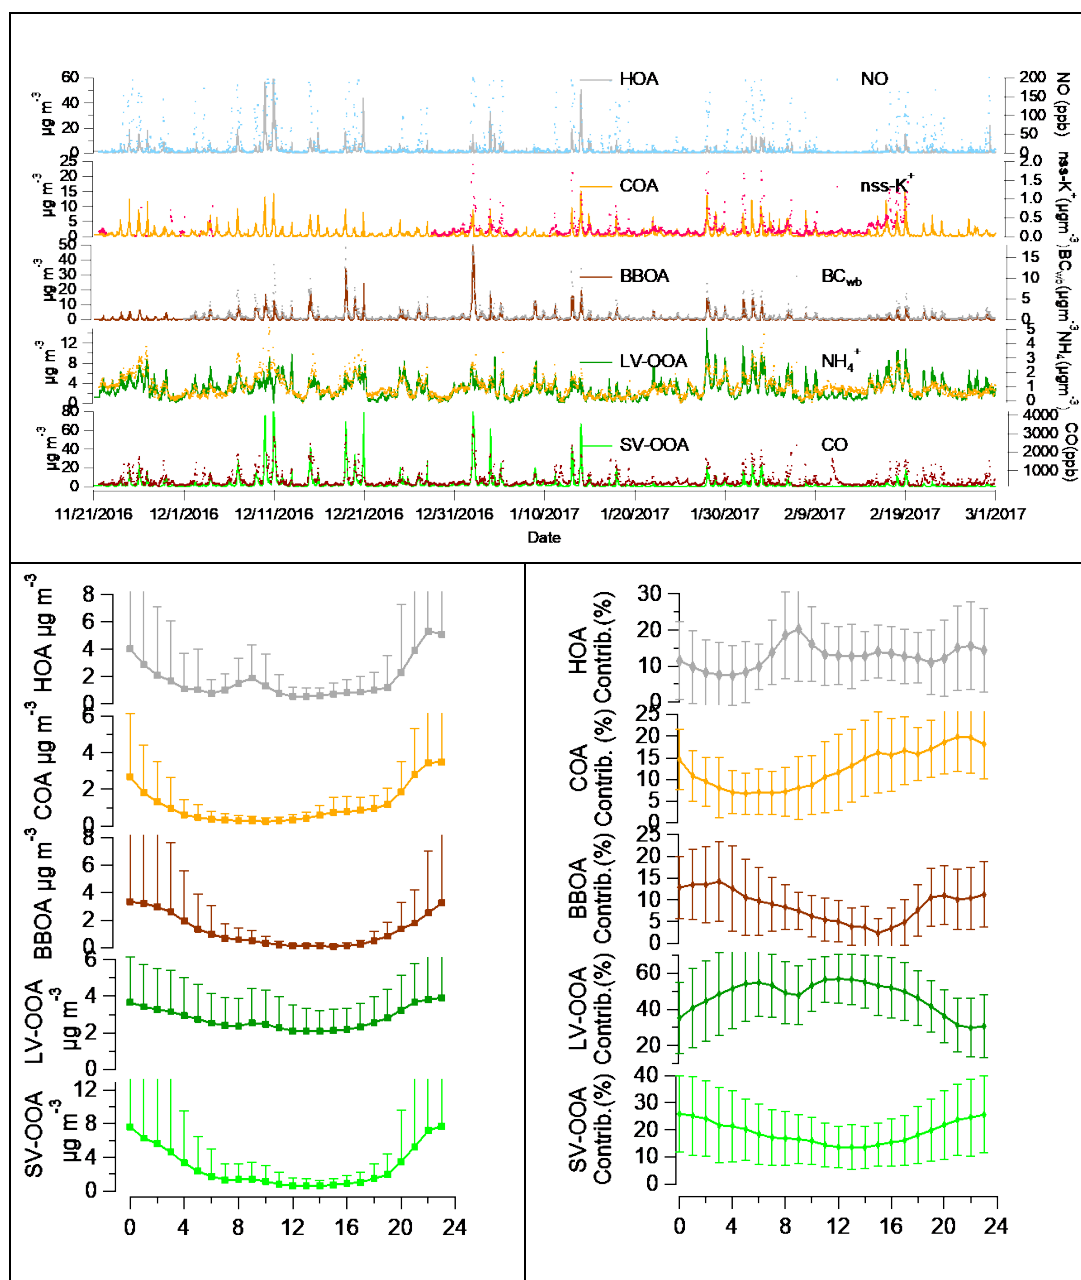 60
40
20
0
µg m-3
HOA
NO
200
150
100
50
0
NO (ppb)
25
20
15
10
5
0
µg m-3
COA
nss-K+
2.0
1.5
1.0
0.5
0.0
nss-K+ (µgm-3)
50
40
30
20
10
0
µg m-3
BBOA
BCwb
15
10
5
0
BCwb (µgm-3)
12
8
4
0
µg m-3
LV-OOA
NH4+
5
4
3
2
1
0
NH4 (µgm-3)
80
60
40
20
0
µg m-3
SV-OOA
CO
4000
3000
2000
1000
CO(ppb)
11/21/2016 12/1/2016 12/11/2016 12/21/2016 12/31/2016 1/10/2017 1/20/2017 1/30/2017 2/9/2017 2/19/2017 3/1/2017
Date
HOA µg m-3
8
6
4
2
0
COA µg m-3
6
4
2
0
BBOA µg m-3
8
6
4
2
0
LV-OOA
µg m-3
6
4
2
0
SV-OOA
µg m-3
12
8
4
0
0 4 8 12 16 20 24
HOA
Contrib.(%)
30
20
10
0
COA
Contrib. (%)
25
20
15
10
5
0
BBOA
Contrib.(%)
25
20
15
10
5
0
LV-OOA
Contrib.(%)
60
40
20
SV-OOA
Contrib.(%)
40
30
20
10
0
0 4 8 12 16 20 24